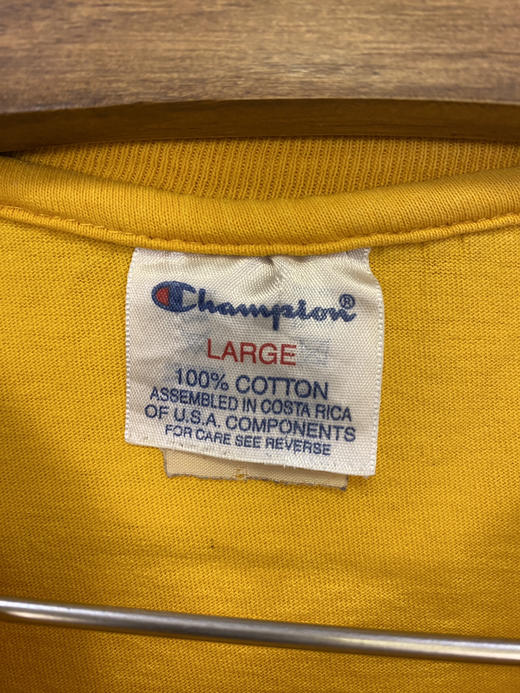 Champion®
LARGE
100% COTTON
ASSEMBLED IN COSTA RICA
OF U.S.A. COMPONENTS
FOR CARE SEE REVERSE